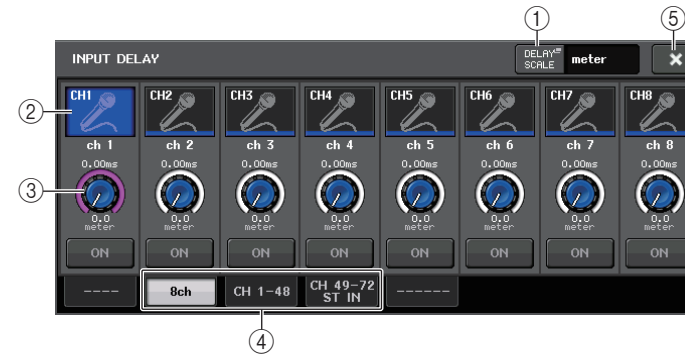 ① ⑤
INPUT DELAY DELAY SCALE meter ×
② CH1 CH2 CH3 CH4 CH5 CH6 CH7 CH8
ch 1 ch 2 ch 3 ch 4 ch 5 ch 6 ch 7 ch 8
0.00ms 0.00ms 0.00ms 0.00ms 0.00ms 0.00ms 0.00ms 0.00ms
③
0.0 0.0 0.0 0.0 0.0 0.0 0.0 0.0
meter meter meter meter meter meter meter meter
ON ON ON ON ON ON ON ON
---- 8ch CH 1-48 CH 49-72 ST IN ------
④